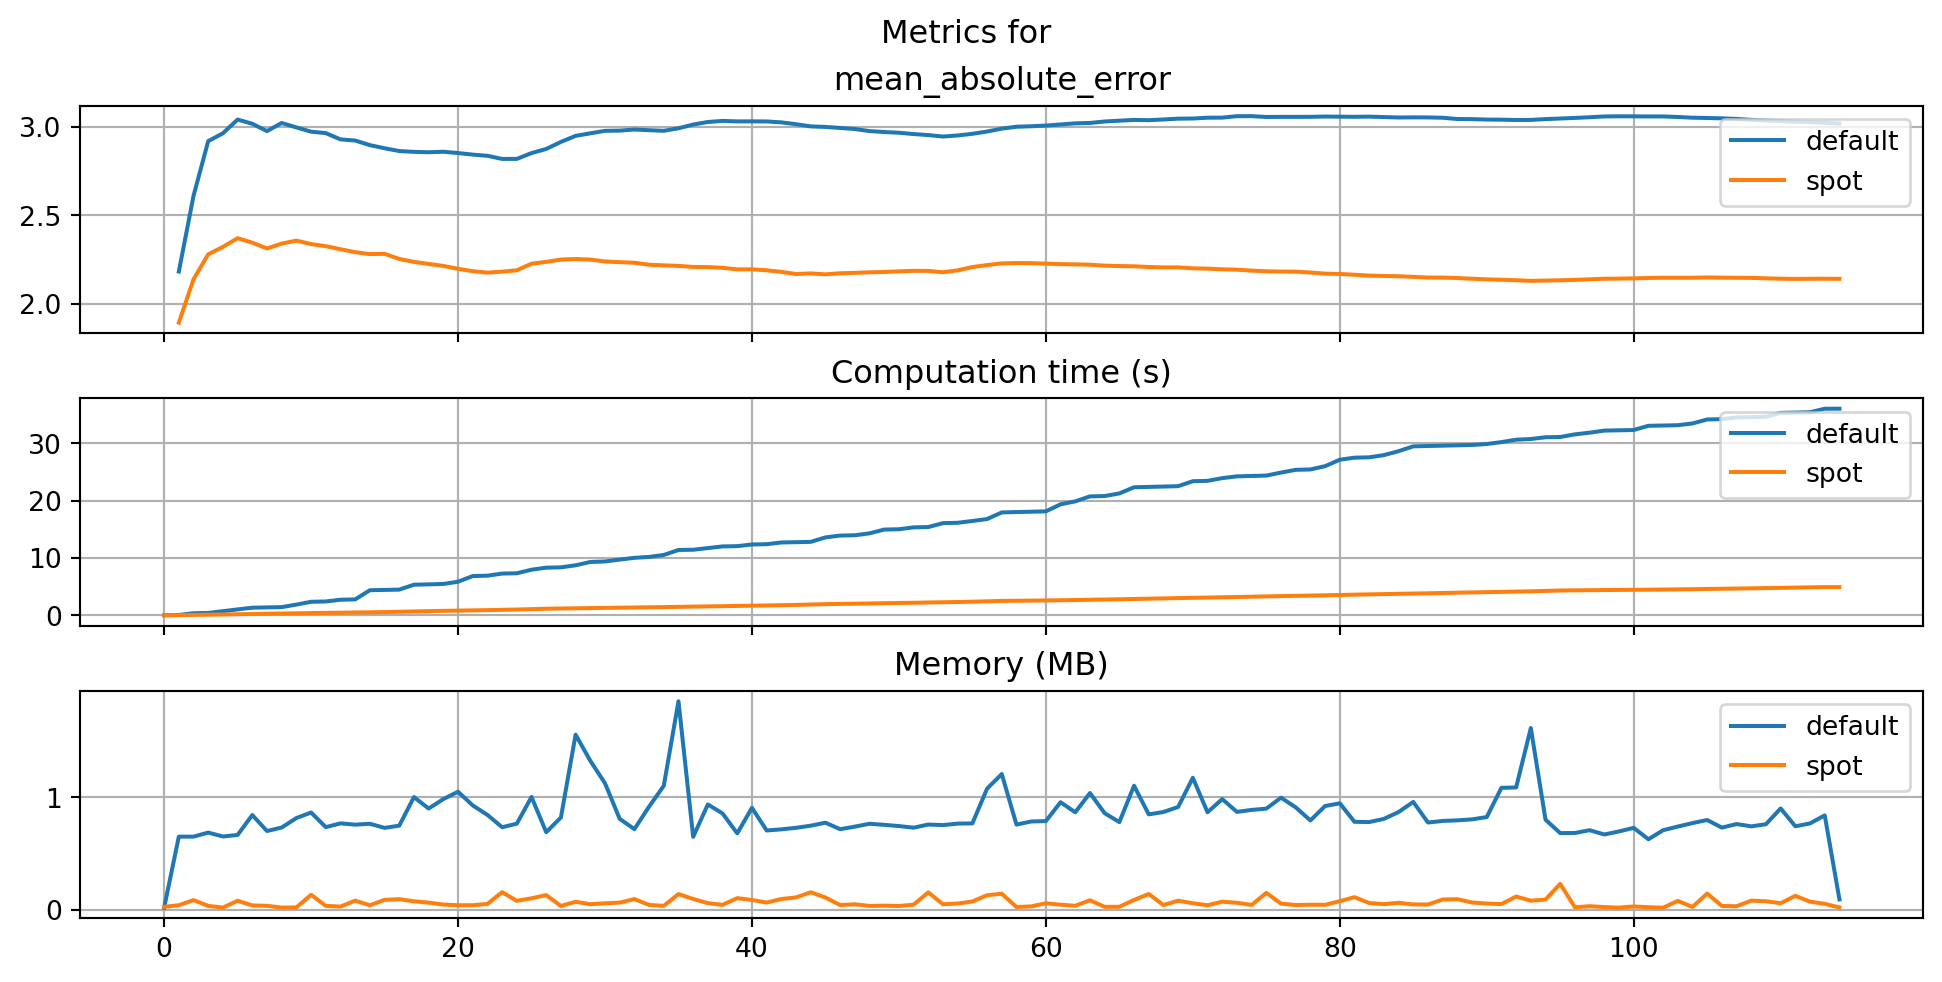 Metrics for
mean_absolute_error
3.0
2.5
2.0
default
spot
Computation time (s)
30
20
10
0
default
spot
Memory (MB)
1
0
default
spot
0 20 40 60 80 100